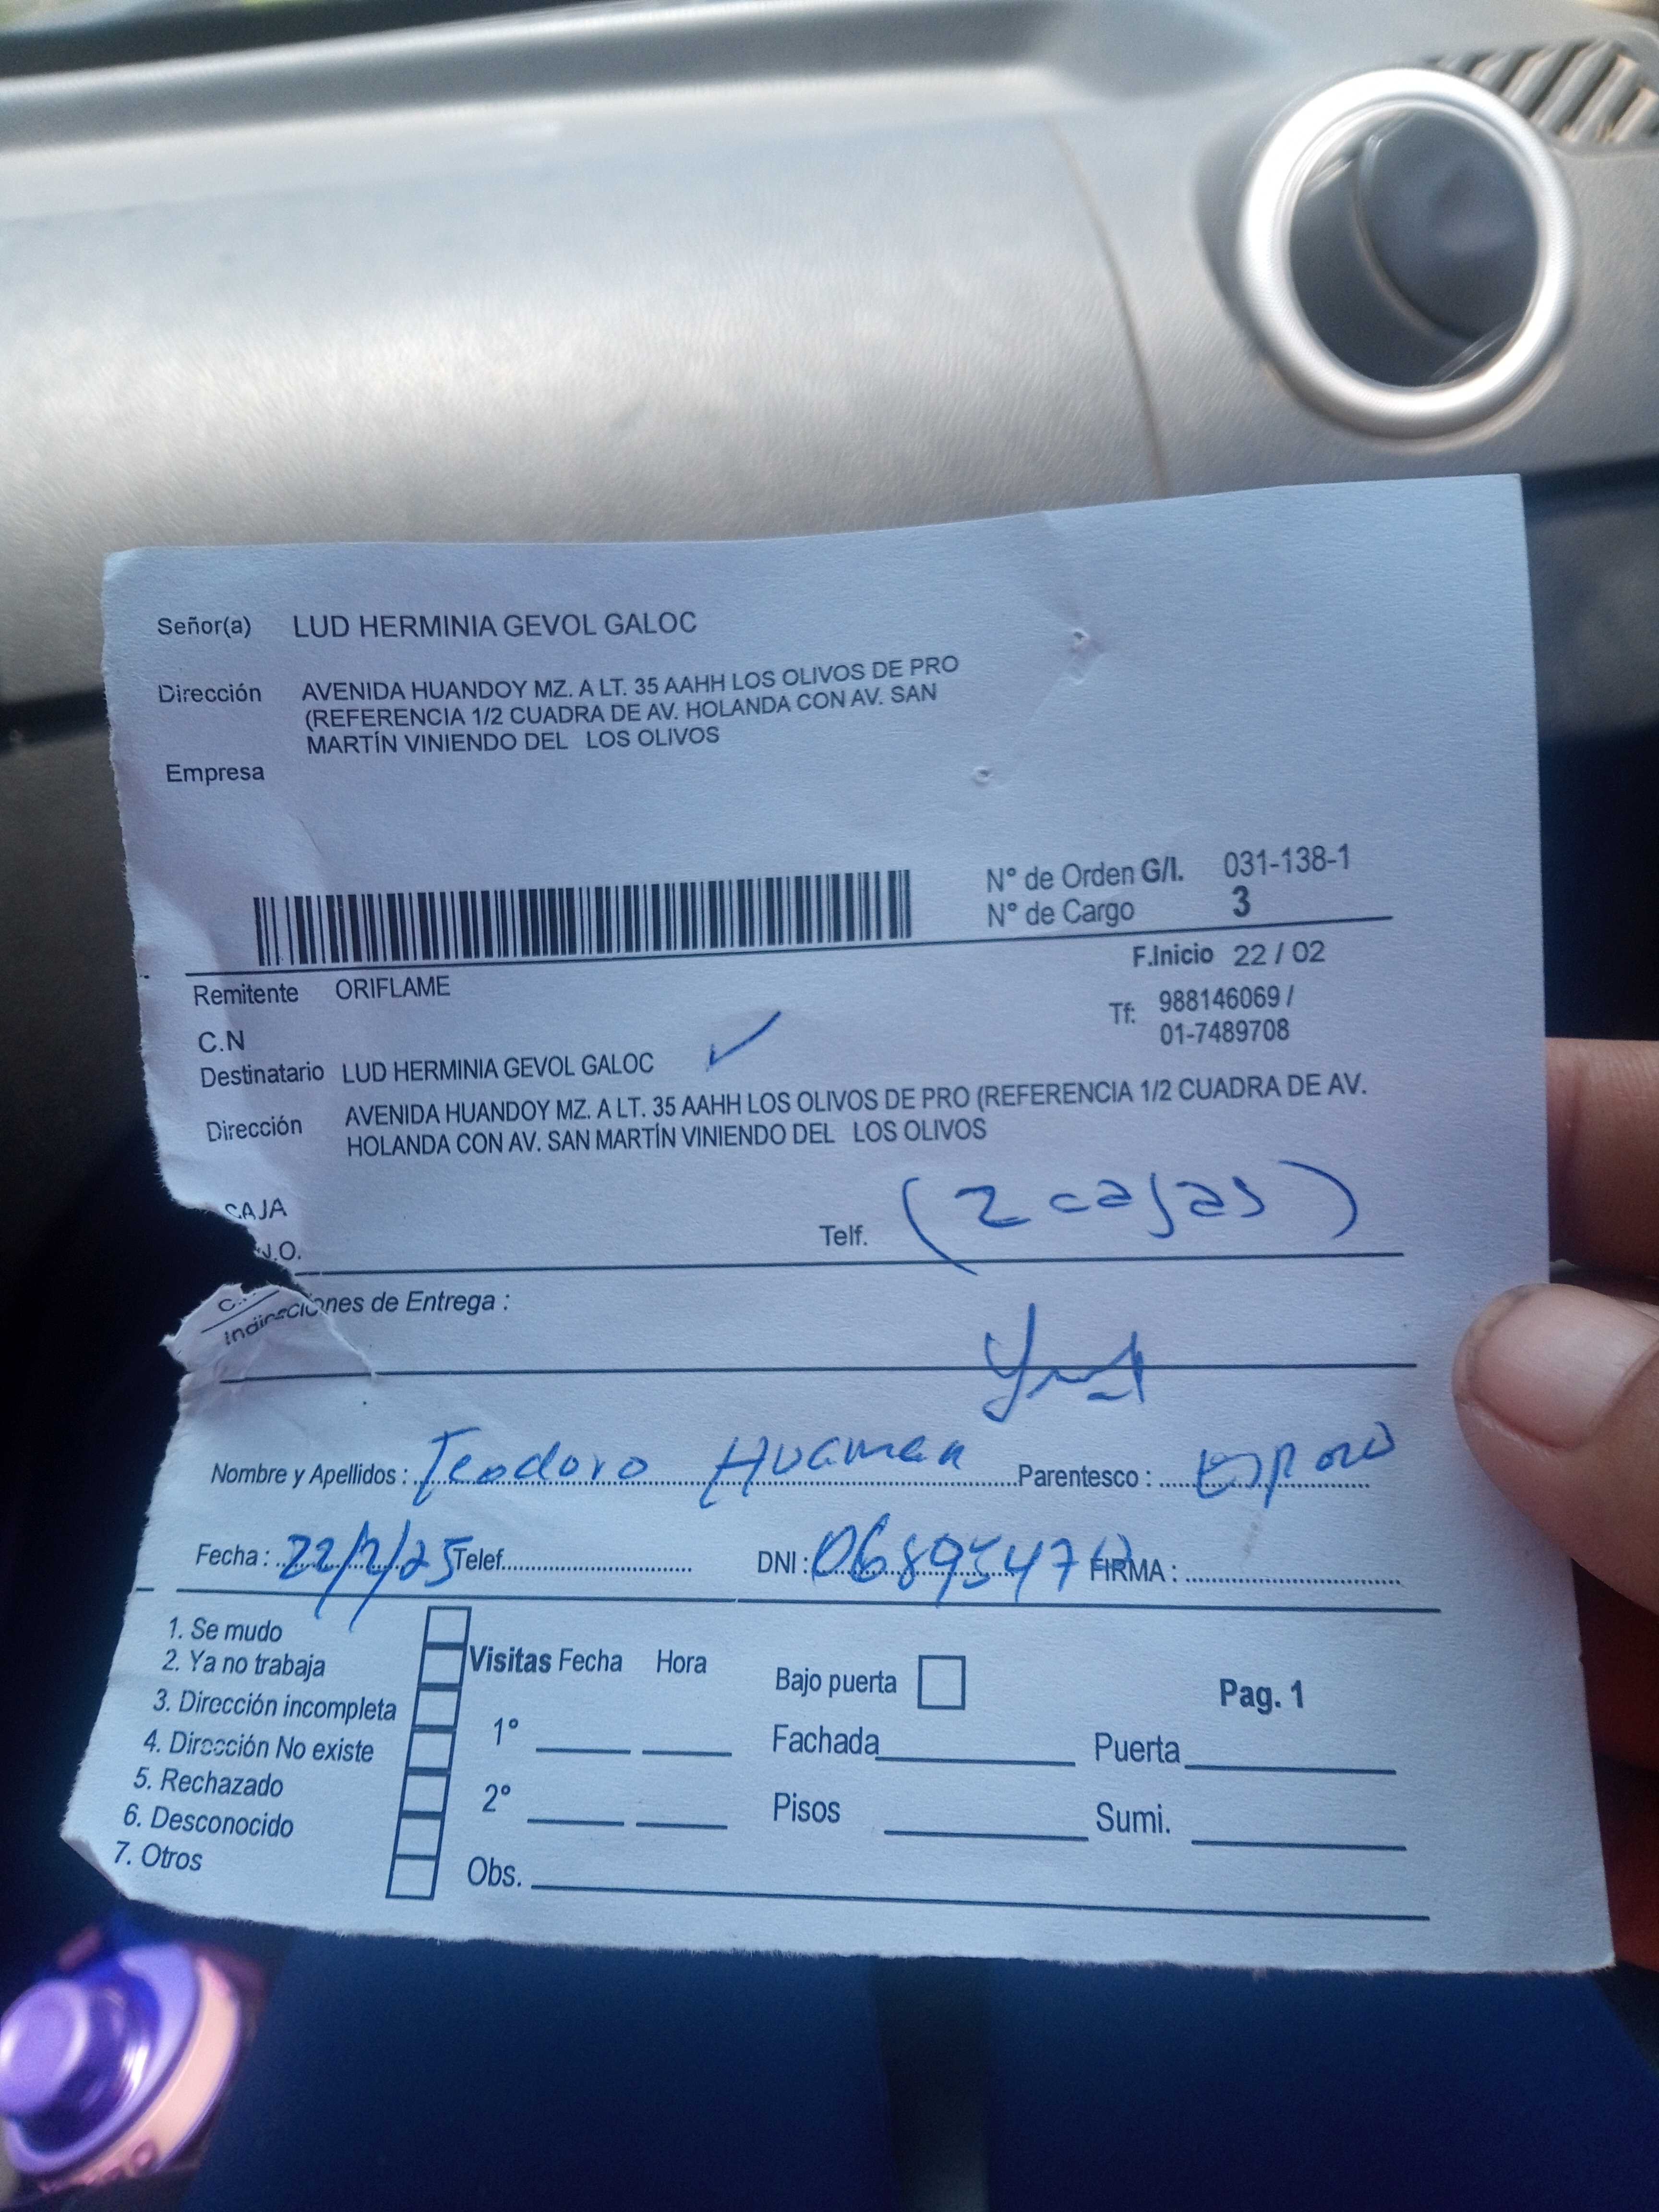 Señor(a) LUD HERMINIA GEVOL GALOC
Dirección AVENIDA HUANDOY MZ. A LT. 35 AAHH LOS OLIVOS DE PRO
(REFERENCIA 1/2 CUADRA DE AV. HOLANDA CON AV. SAN
MARTÍN VINIENDO DEL LOS OLIVOS
Empresa
N° de Orden G/I. 031-138-1
N° de Cargo 3
F.Inicio 22 / 02
Remitente ORIFLAME
Tf: 988146069 /
01-7489708
C.N
Destinatario LUD HERMINIA GEVOL GALOC
Dirección AVENIDA HUANDOY MZ. A LT. 35 AAHH LOS OLIVOS DE PRO (REFERENCIA 1/2 CUADRA DE AV.
HOLANDA CON AV. SAN MARTÍN VINIENDO DEL LOS OLIVOS
CAJA
Telf. (2 cajas)
Indicaciones de Entrega :
Nombre y Apellidos : Teodoro Huaman Parentesco : esposo
Fecha : 22/2/25 Telef. DNI : 0689547 FIRMA :
1. Se mudo
2. Ya no trabaja
3. Dirección incompleta
4. Dirección No existe
5. Rechazado
6. Desconocido
7. Otros
Visitas Fecha Hora
1°
2°
Obs.
Bajo puerta
Pag. 1
Fachada Puerta
Pisos Sumi.